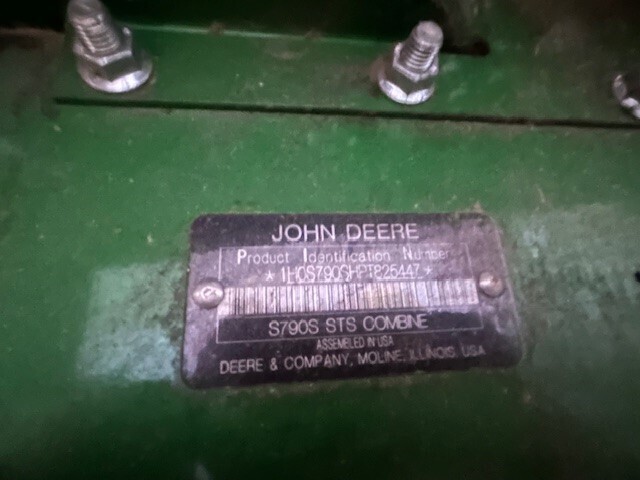 JOHN DEERE
Product Identification Number
*1H0S790SHPT825447*
S790S STS COMBINE
ASSEMBLED IN USA
DEERE & COMPANY, MOLINE, ILLINOIS USA